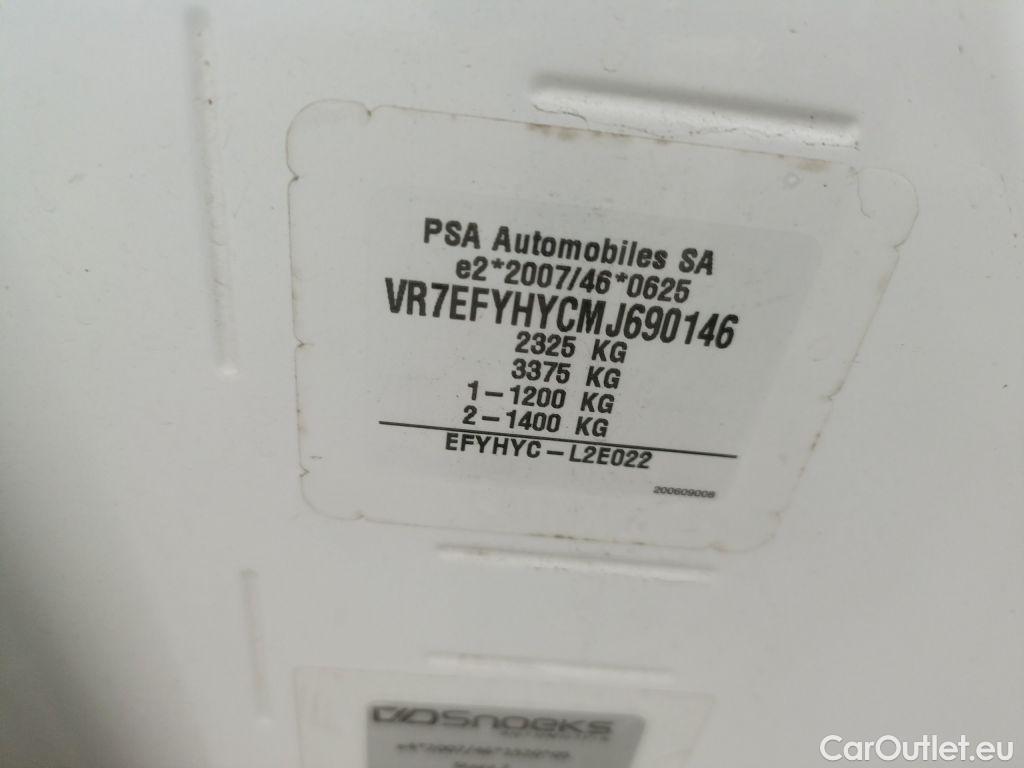 PSA Automobiles SA
e2*2007/46*0625
VR7EFYHYCMJ690146
2325 KG
3375 KG
1-1200 KG
2-1400 KG
EFYHYC-L2E022
200609008
Snoeks
CarOutlet.eu